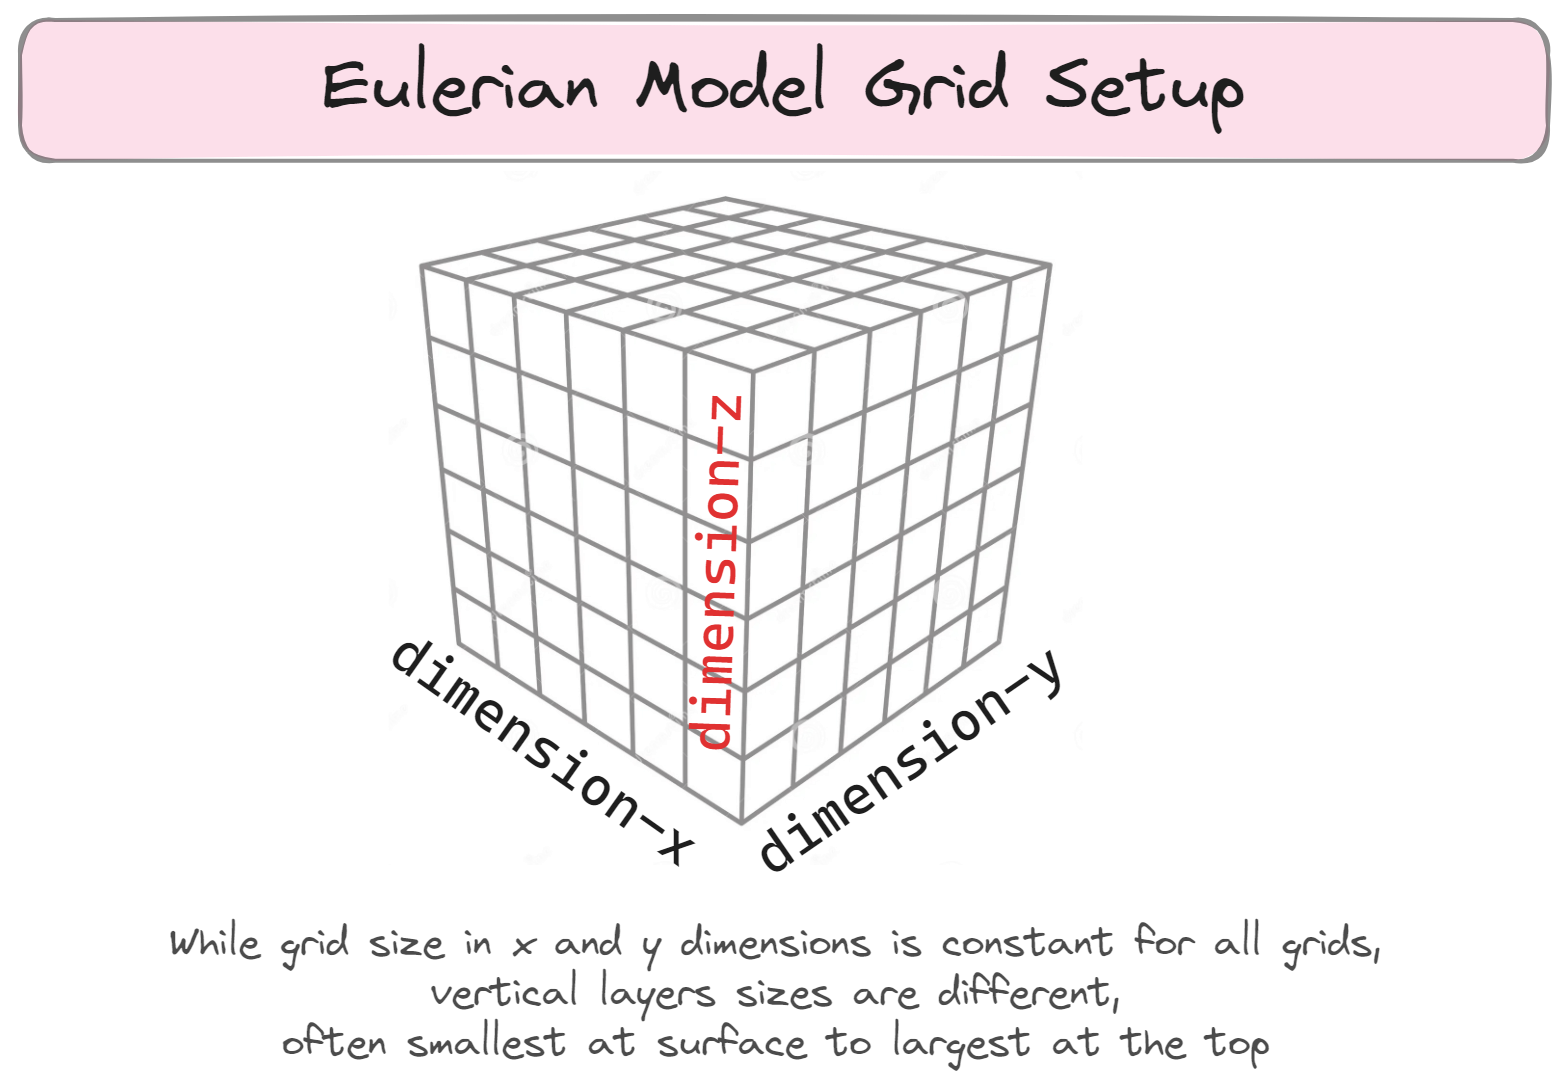 Eulerian Model Grid Setup
dimension-z
dimension-x
dimension-y
While grid size in x and y dimensions is constant for all grids,
vertical layers sizes are different,
often smallest at surface to largest at the top